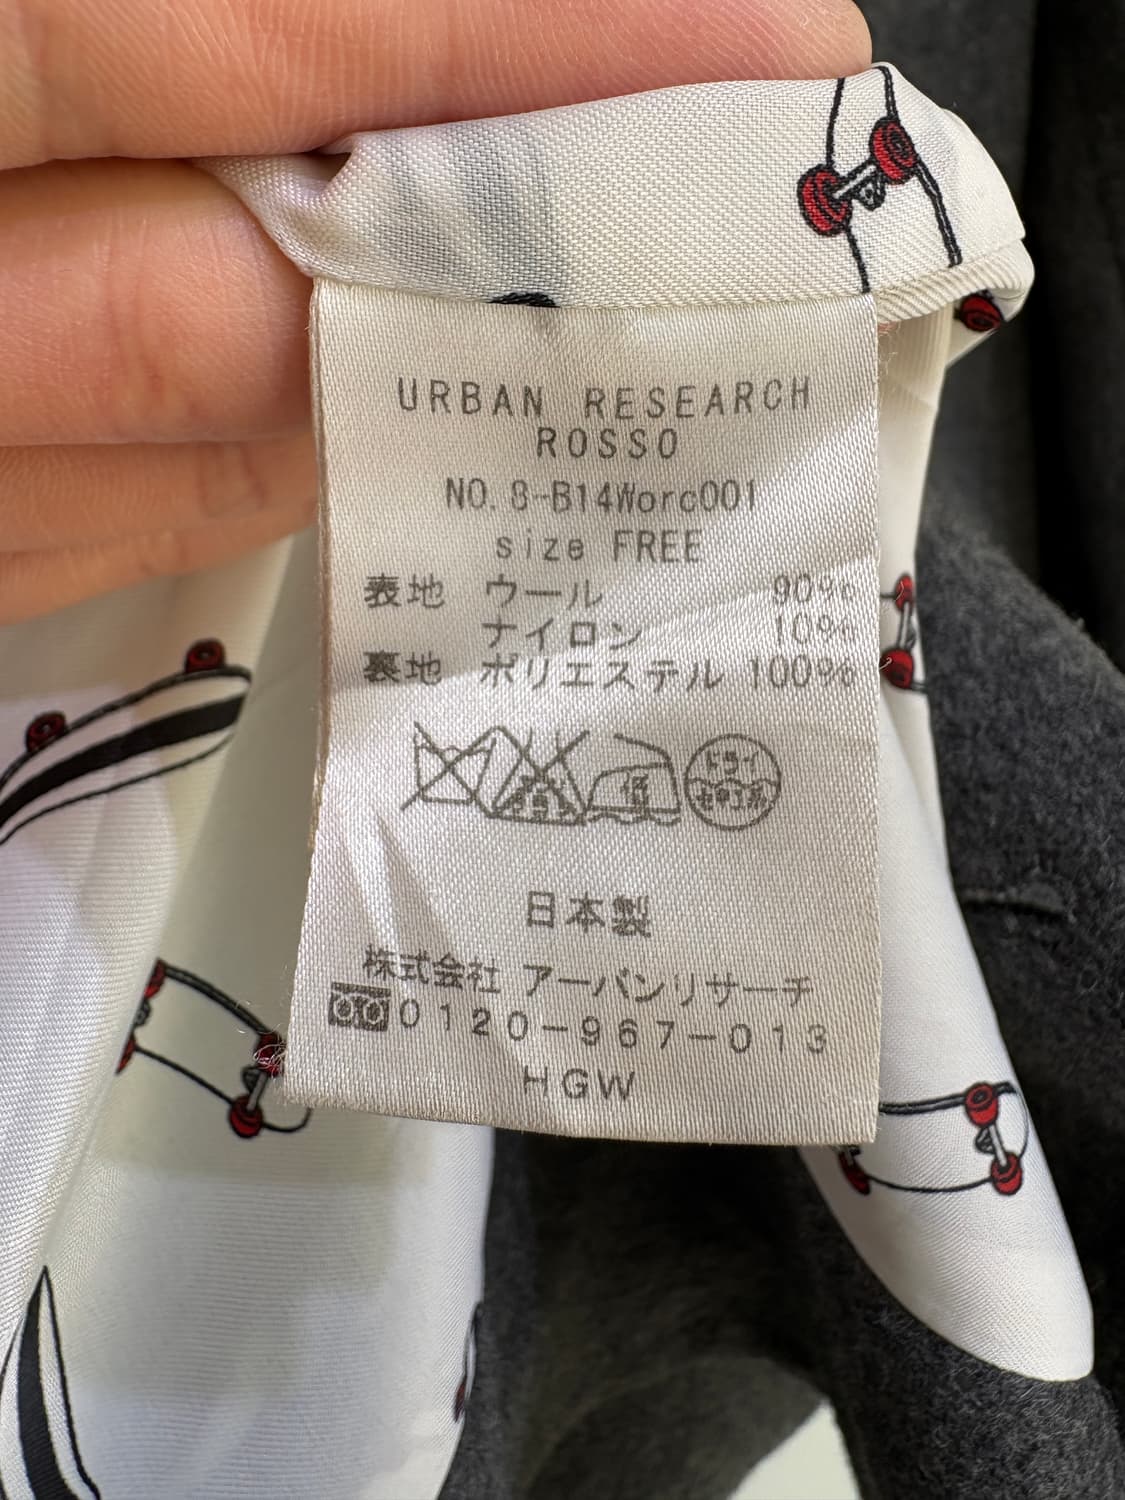 URBAN RESEARCH
ROSSO
NO. 8-B14Worc001
size FREE
表地 ウール 90%
ナイロン 10%
裏地 ポリエステル 100%
低 ドライ
日本製
株式会社 アーバンリサーチ
0120-967-013
HGW